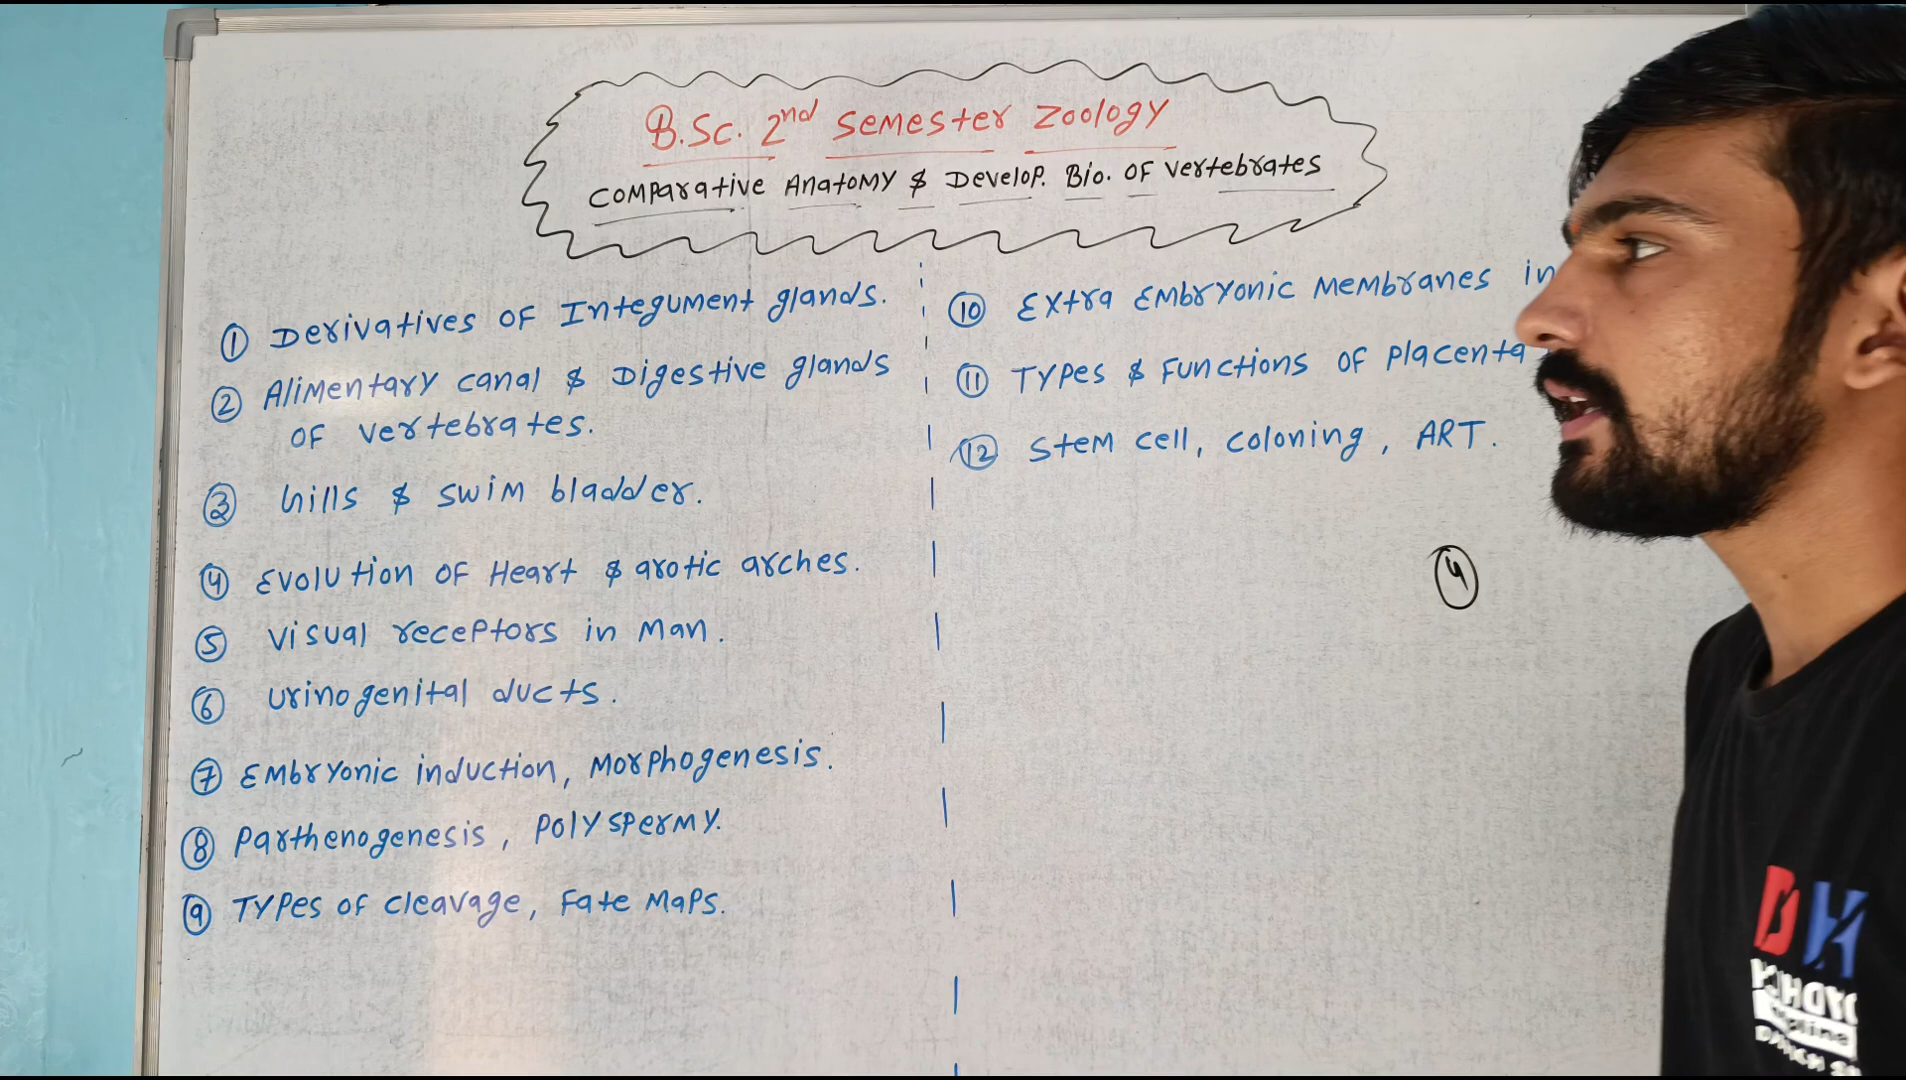 B.Sc. 2nd Semester Zoology
Comparative Anatomy & Develop. Bio. of Vertebrates
① Derivatives of Integument glands.
② Alimentary canal & Digestive glands
of vertebrates.
③ Gills & swim bladder.
④ Evolution of Heart & arotic arches.
⑤ Visual receptors in Man.
⑥ Urinogenital ducts.
⑦ Embryonic induction, Morphogenesis.
⑧ Parthenogenesis, Polyspermy.
⑨ Types of cleavage, Fate Maps.
⑩ Extra Embryonic Membranes in
⑪ Types & Functions of Placenta
⑫ Stem cell, coloning, ART.
④
DK